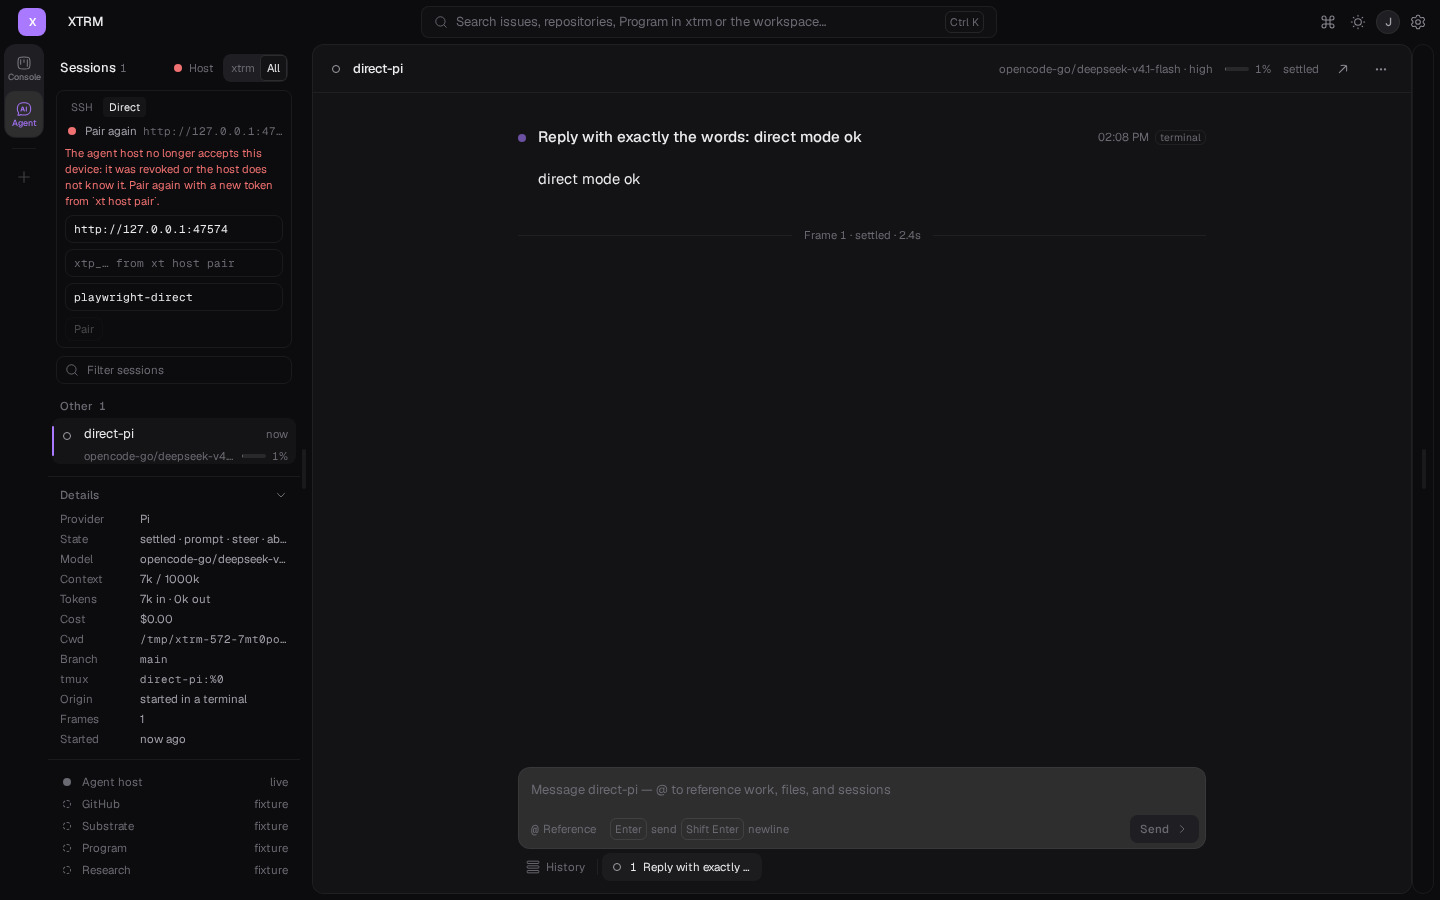 X XTRM Search issues, repositories, Program in xtrm or the workspace... Ctrl K J
Console
Agent
Sessions 1 Host xtrm All
SSH Direct
Pair again http://127.0.0.1:47…
The agent host no longer accepts this
device: it was revoked or the host does
not know it. Pair again with a new token
from `xt host pair`.
http://127.0.0.1:47574
xtp_… from xt host pair
playwright-direct
Pair
Filter sessions
Other 1
direct-pi now
opencode-go/deepseek-v4… 1%
Details
Provider Pi
State settled · prompt · steer · ab…
Model opencode-go/deepseek-v…
Context 7k / 1000k
Tokens 7k in · 0k out
Cost $0.00
Cwd /tmp/xtrm-572-7mt0po…
Branch main
tmux direct-pi:%0
Origin started in a terminal
Frames 1
Started now ago
Agent host live
GitHub fixture
Substrate fixture
Program fixture
Research fixture
direct-pi opencode-go/deepseek-v4.1-flash · high 1% settled
Reply with exactly the words: direct mode ok 02:08 PM terminal
direct mode ok
Frame 1 · settled · 2.4s
Message direct-pi — @ to reference work, files, and sessions
@ Reference Enter send Shift Enter newline Send
History 1 Reply with exactly …